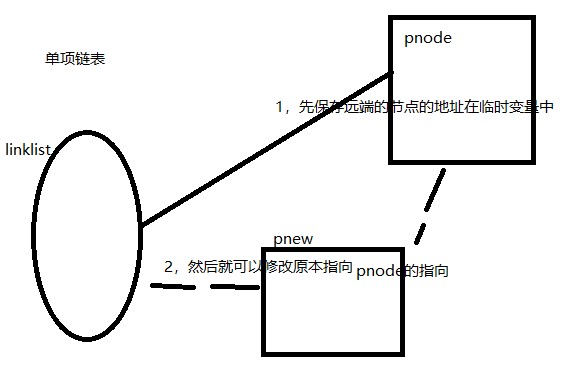 pnode
单项链表
1，先保存远端的节点的地址在临时变量中
linklist
pnew
2，然后就可以修改原本指向
pnode的指向